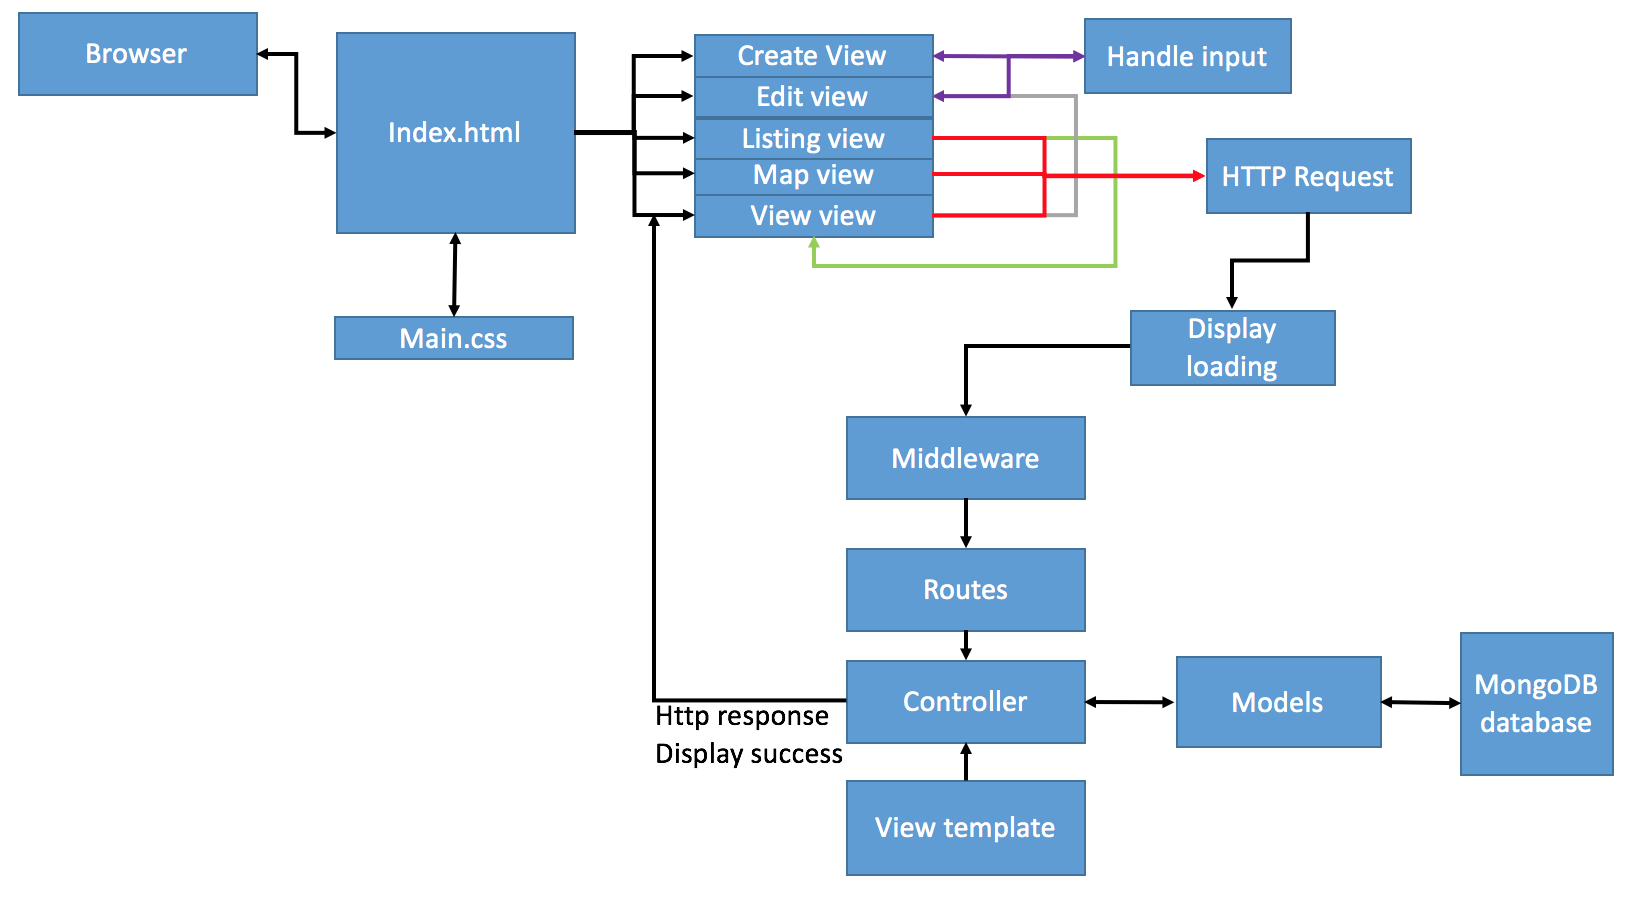 Browser
Index.html
Main.css
Create View
Edit view
Listing view
Map view
View view
Handle input
HTTP Request
Display
loading
Middleware
Routes
Controller
Models
MongoDB
database
Http response
Display success
View template